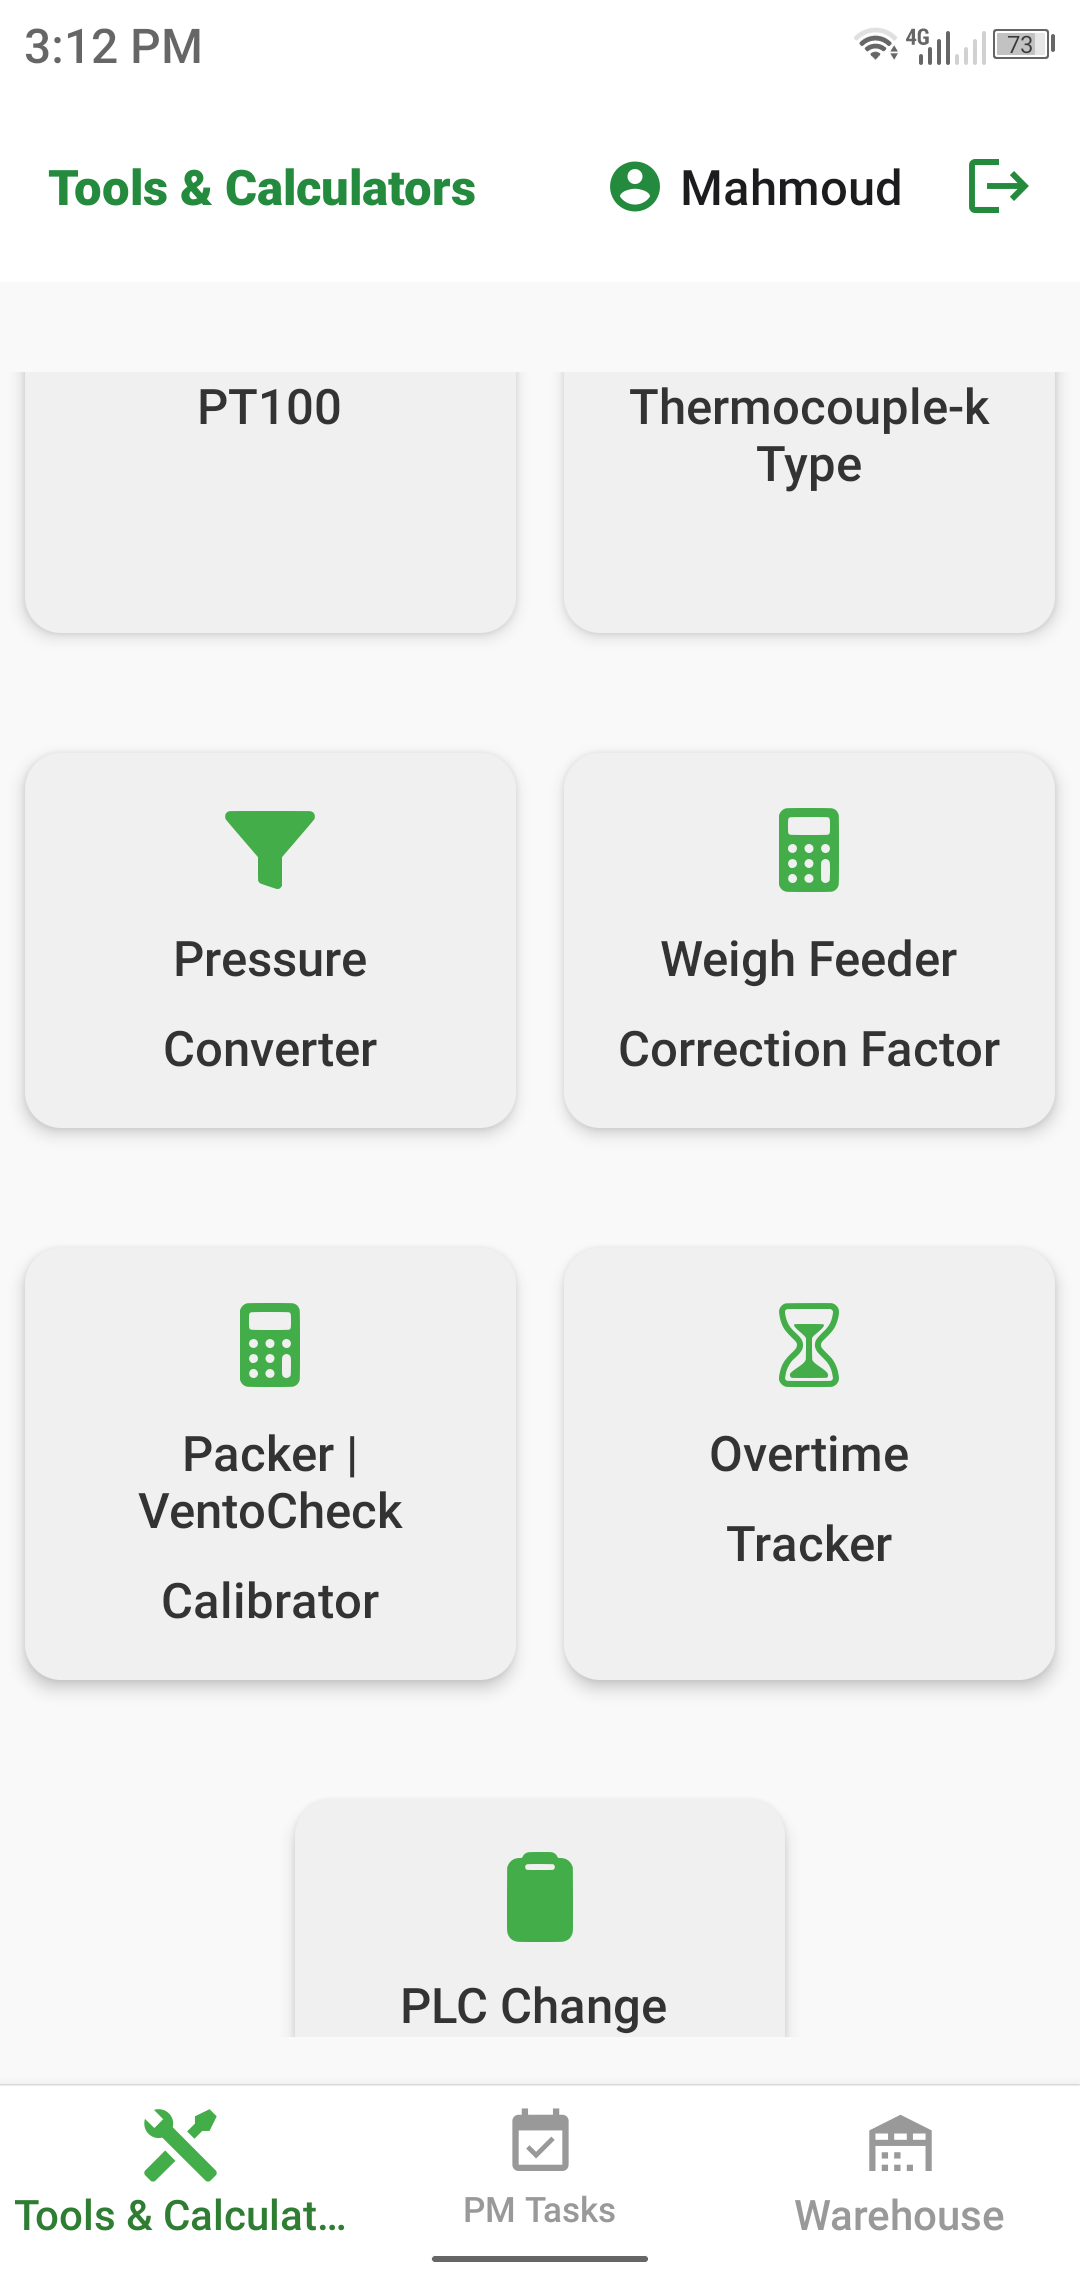 3:12 PM
4G
73
Tools & Calculators
Mahmoud
PT100
Thermocouple-k
Type
Pressure
Converter
Weigh Feeder
Correction Factor
Packer |
VentoCheck
Calibrator
Overtime
Tracker
PLC Change
Tools & Calculat...
PM Tasks
Warehouse